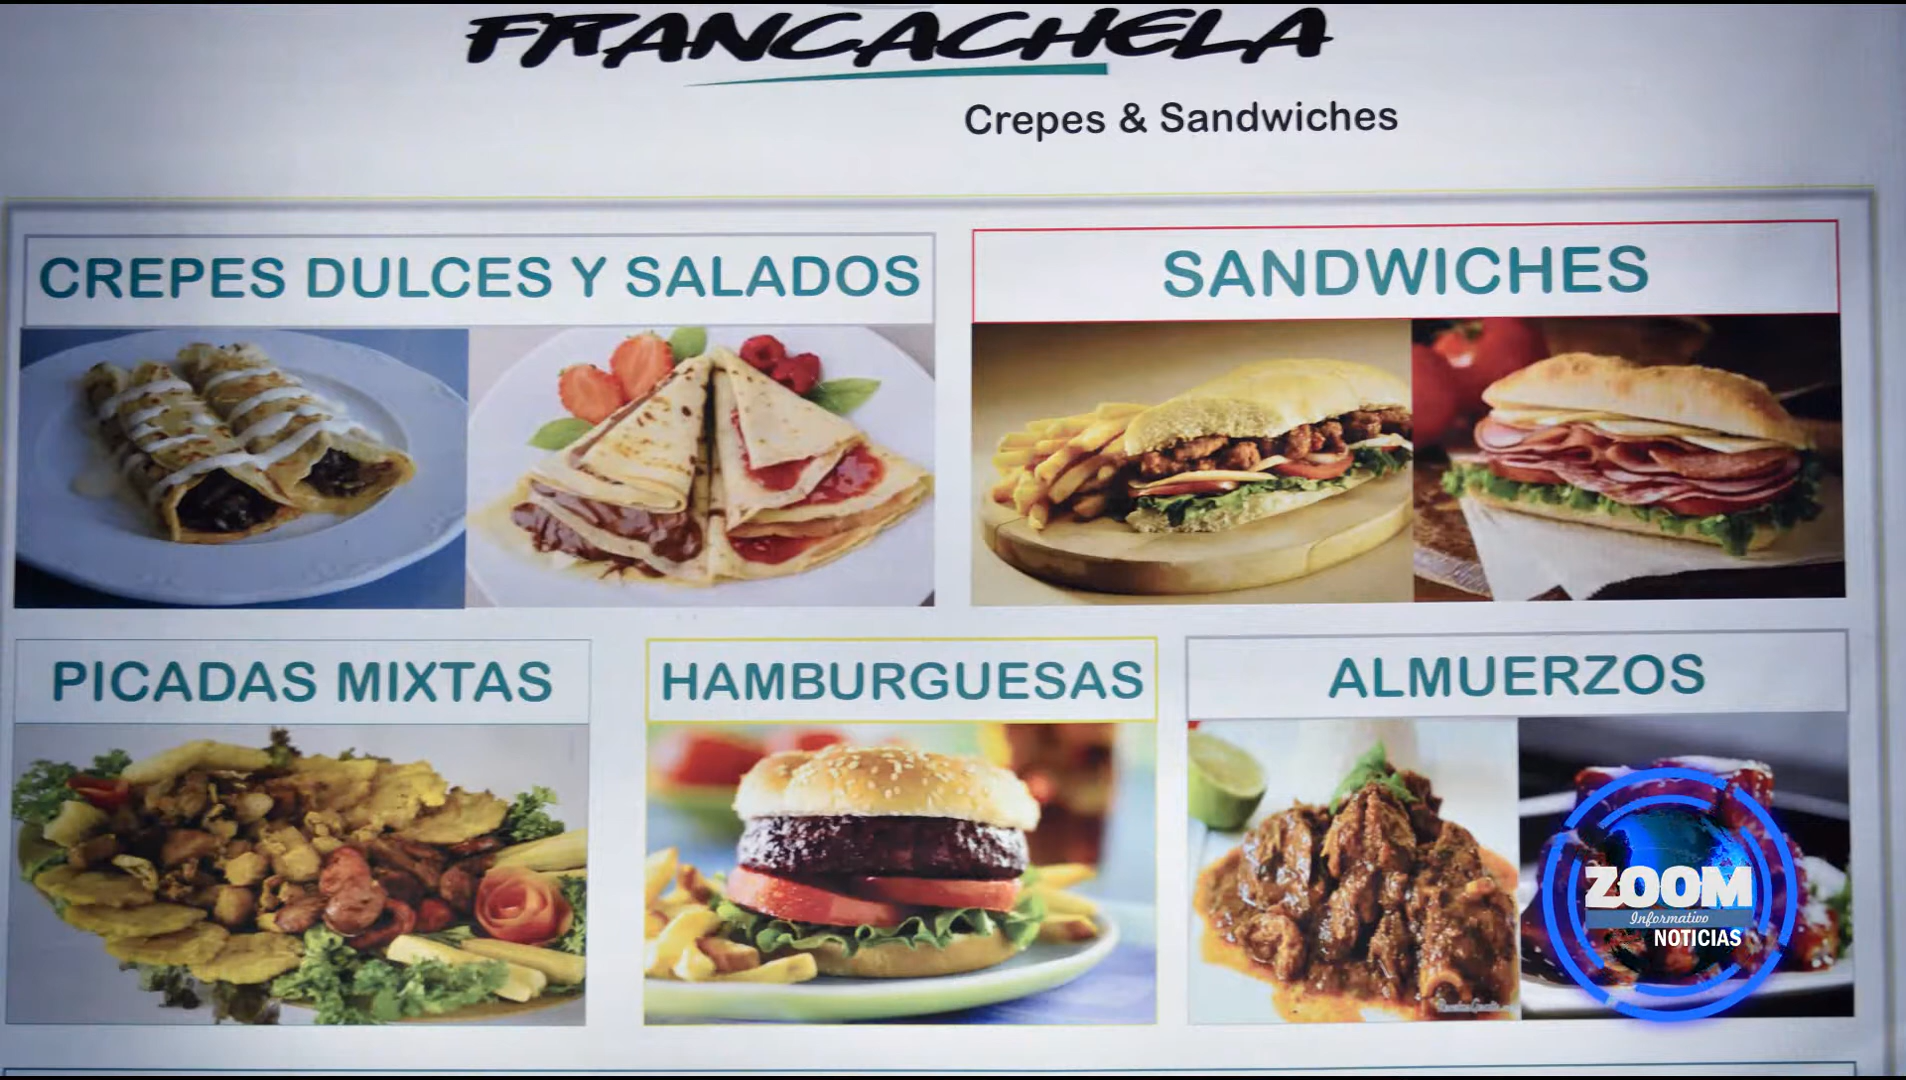 FRANCACHELA
Crepes & Sandwiches
CREPES DULCES Y SALADOS
SANDWICHES
PICADAS MIXTAS
HAMBURGUESAS
ALMUERZOS
ZOOM
Informativo
NOTICIAS